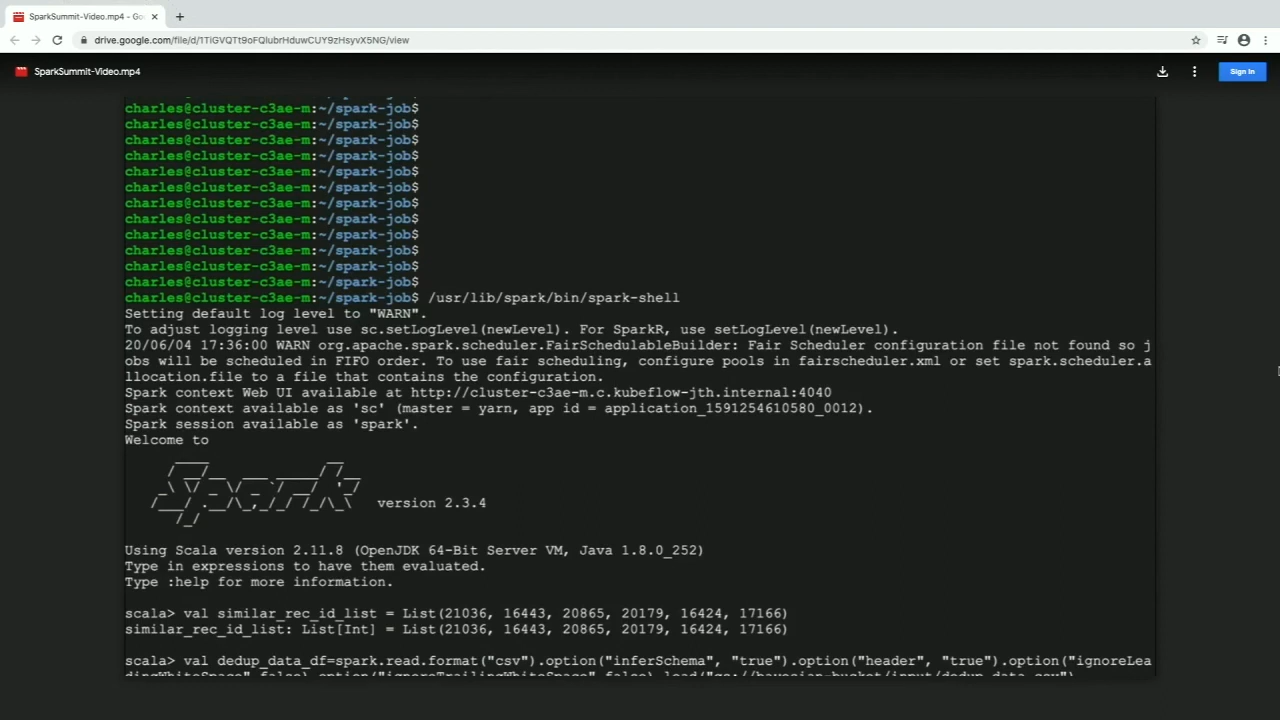 SparkSummit-Video.mp4 - Go
drive.google.com/file/d/1TiGVQTt9oFQIubrHduwCUY9zHsyvX5NG/view
SparkSummit-Video.mp4
Sign in
charles@cluster-c3ae-m:~/spark-job$
charles@cluster-c3ae-m:~/spark-job$
charles@cluster-c3ae-m:~/spark-job$
charles@cluster-c3ae-m:~/spark-job$
charles@cluster-c3ae-m:~/spark-job$
charles@cluster-c3ae-m:~/spark-job$
charles@cluster-c3ae-m:~/spark-job$
charles@cluster-c3ae-m:~/spark-job$
charles@cluster-c3ae-m:~/spark-job$
charles@cluster-c3ae-m:~/spark-job$
charles@cluster-c3ae-m:~/spark-job$
charles@cluster-c3ae-m:~/spark-job$
charles@cluster-c3ae-m:~/spark-job$ /usr/lib/spark/bin/spark-shell
Setting default log level to "WARN".
To adjust logging level use sc.setLogLevel(newLevel). For SparkR, use setLogLevel(newLevel).
20/06/04 17:36:00 WARN org.apache.spark.scheduler.FairSchedulableBuilder: Fair Scheduler configuration file not found so j
obs will be scheduled in FIFO order. To use fair scheduling, configure pools in fairscheduler.xml or set spark.scheduler.a
llocation.file to a file that contains the configuration.
Spark context Web UI available at http://cluster-c3ae-m.c.kubeflow-jth.internal:4040
Spark context available as 'sc' (master = yarn, app id = application_1591254610580_0012).
Spark session available as 'spark'.
Welcome to
Spark version 2.3.4
Using Scala version 2.11.8 (OpenJDK 64-Bit Server VM, Java 1.8.0_252)
Type in expressions to have them evaluated.
Type :help for more information.
scala> val similar_rec_id_list = List(21036, 16443, 20865, 20179, 16424, 17166)
similar_rec_id_list: List[Int] = List(21036, 16443, 20865, 20179, 16424, 17166)
scala> val dedup_data_df=spark.read.format("csv").option("inferSchema", "true").option("header", "true").option("ignoreLea
dingWhiteSpace",false).option("ignoreTrailingWhiteSpace",false).load("gs://bayesian-bucket/input/dedup_data.csv")